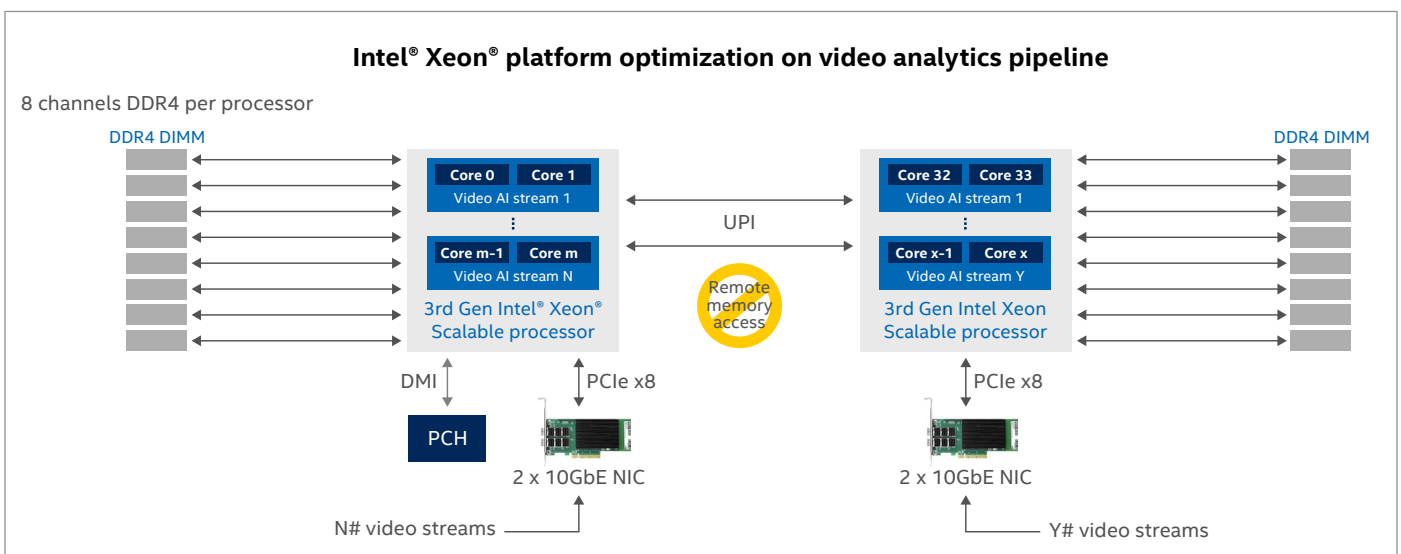 Intel® Xeon® platform optimization on video analytics pipeline
8 channels DDR4 per processor
DDR4 DIMM
DDR4 DIMM
Core 0
Core 1
Video AI stream 1
Core m-1
Core m
Video AI stream N
3rd Gen Intel® Xeon®
Scalable processor
UPI
Remote
memory
access
Core 32
Core 33
Video AI stream 1
Core x-1
Core x
Video AI stream Y
3rd Gen Intel Xeon
Scalable processor
DMI
PCIe x8
PCIe x8
PCH
2 x 10GbE NIC
2 x 10GbE NIC
N# video streams
Y# video streams